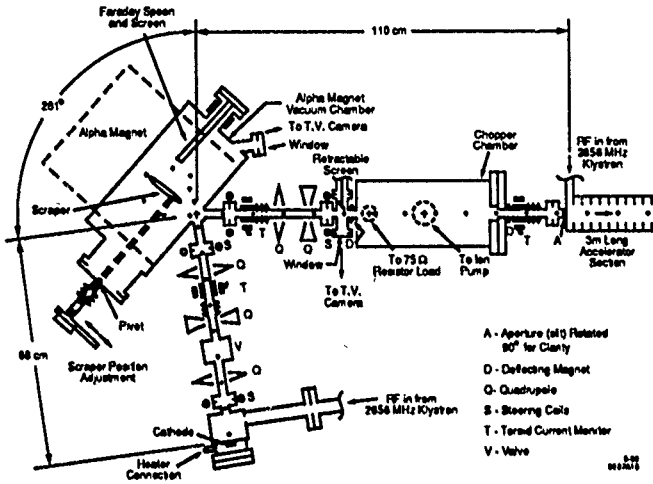 Faraday Speen
and Screen
110 cm
261°
Alpha Magnet
Alpha Magnet
Vacuum Chamber
To T.V. Camera
Window
Retractable
Screen
Chopper
Chamber
RF in from
2856 MHz
Klystron
Scraper
S
T
Q
Q
S
D
Window
To T.V.
Camera
To 75 Ω
Resistor Load
To Ion
Pump
T
A
3m Long
Accelerator
Section
S
Q
T
Q
V
Q
S
Pivot
Scraper Position
Adjustment
68 cm
RF in from
2856 MHz Klystron
Cathode
Heater
Connection
A - Aperture (slit) Rotated
90° for Clarity
D - Deflecting Magnet
Q - Quadrupole
S - Steering Coils
T - Toroid Current Monitor
V - Valve